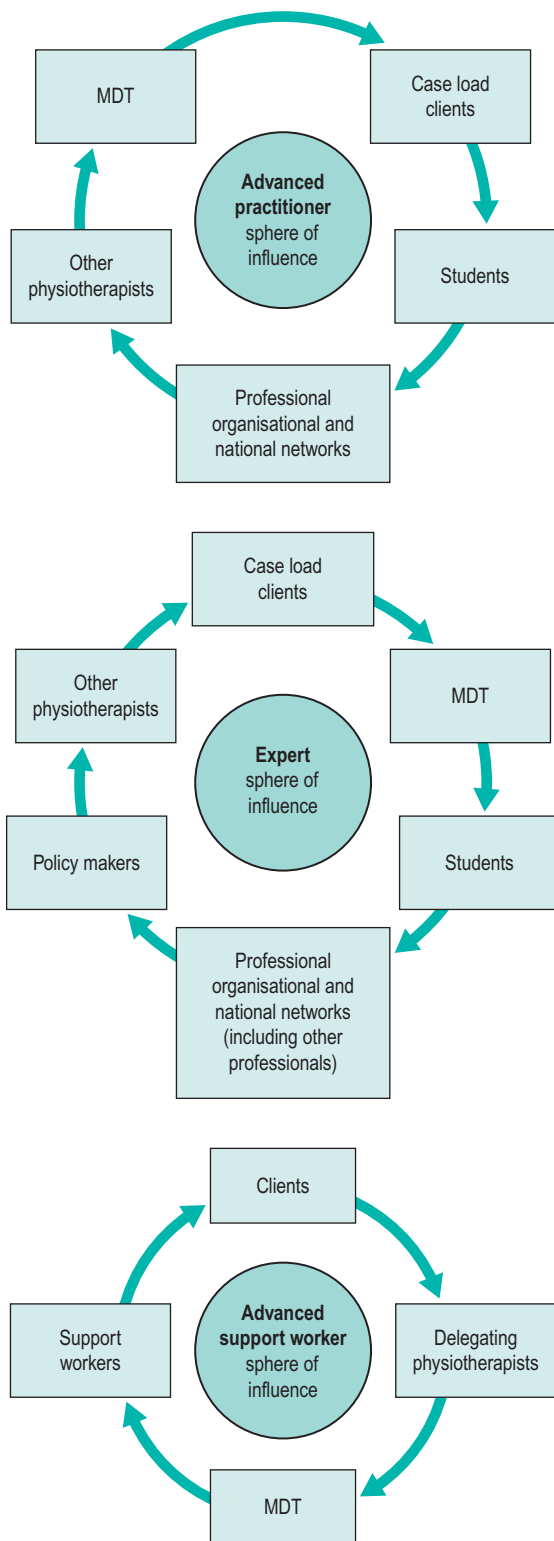 MDT
Case load
clients
Advanced
practitioner
sphere of
influence
Other
physiotherapists
Students
Professional
organisational and
national networks
Case load
clients
Other
physiotherapists
MDT
Expert
sphere of
influence
Policy makers
Students
Professional
organisational and
national networks
(including other
professionals)
Clients
Advanced
support worker
sphere of
influence
Support
workers
Delegating
physiotherapists
MDT